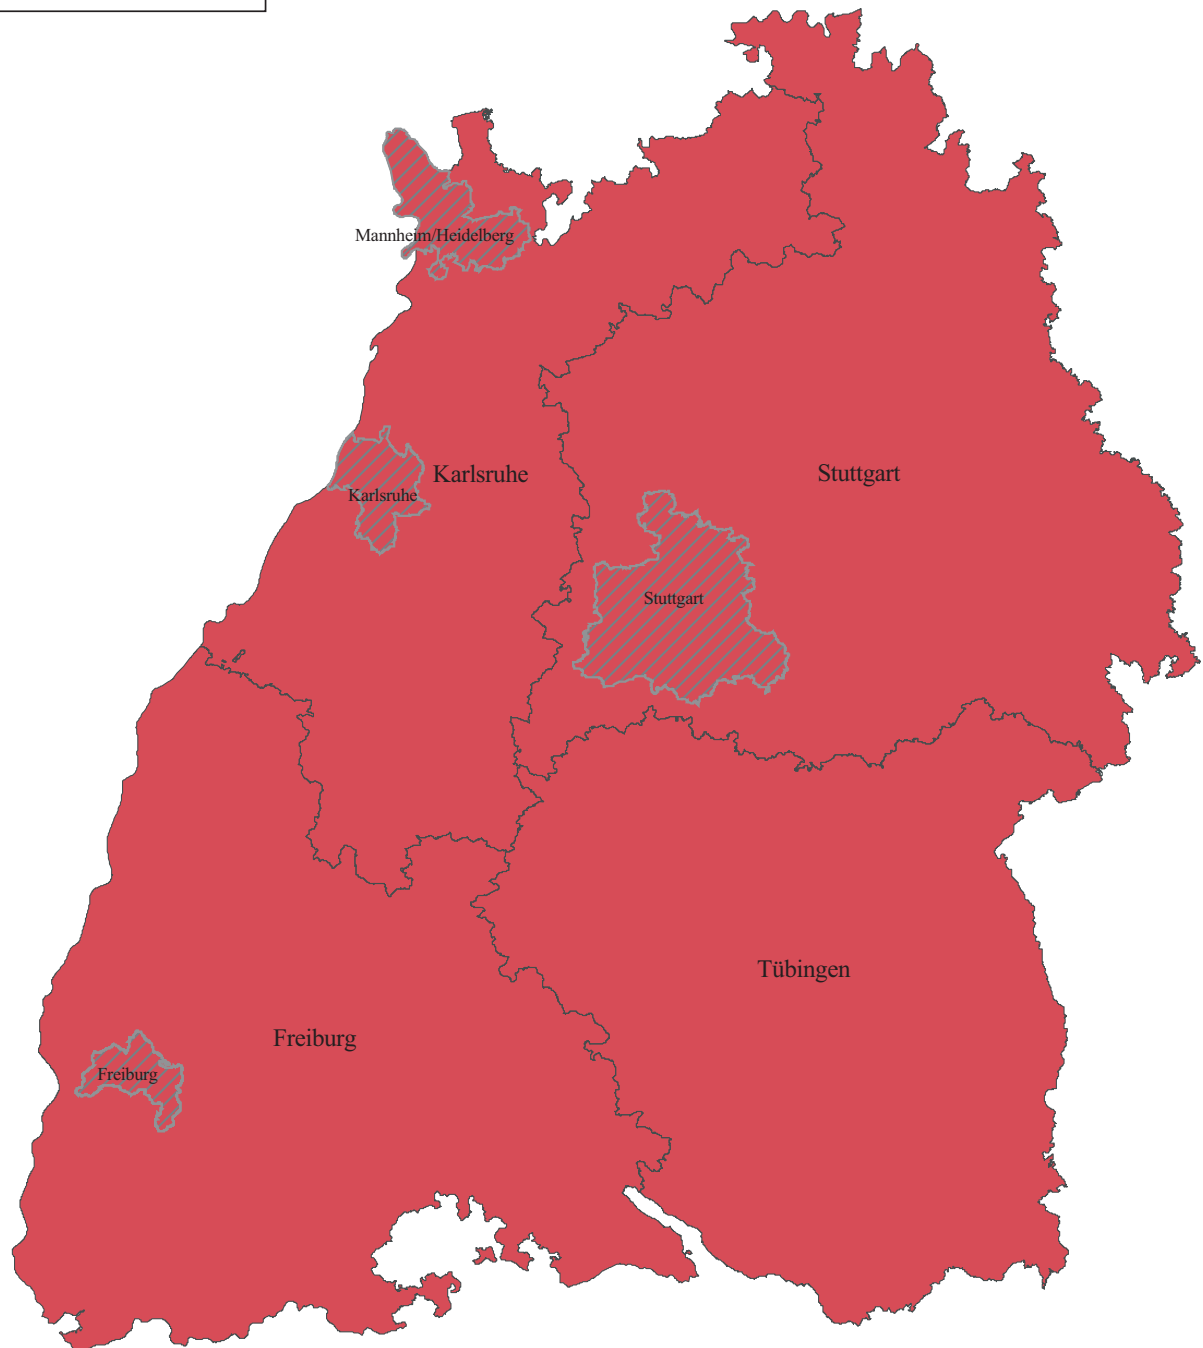 Mannheim/Heidelberg
Karlsruhe
Stuttgart
Karlsruhe
Stuttgart
Tübingen
Freiburg
Freiburg